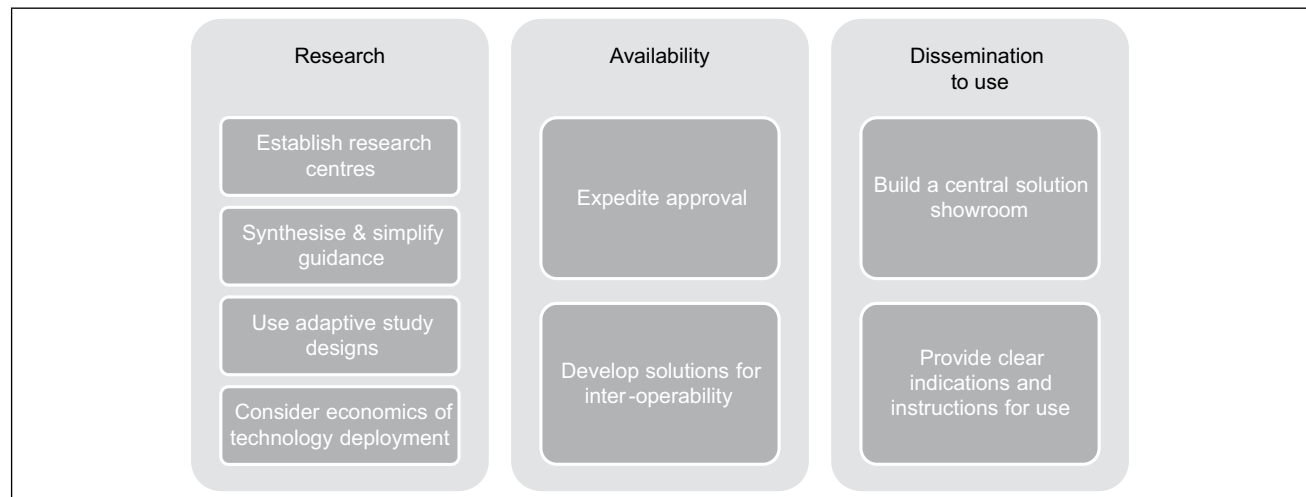 Research
Establish research
centres
Synthesise & simplify
guidance
Use adaptive study
designs
Consider economics of
technology deployment
Availability
Expedite approval
Develop solutions for
inter-operability
Dissemination
to use
Build a central solution
showroom
Provide clear
indications and
instructions for use